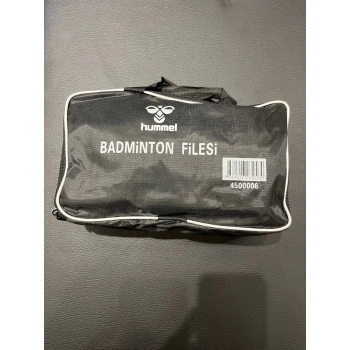 hummel
BADMiNTON FiLESi
4500006